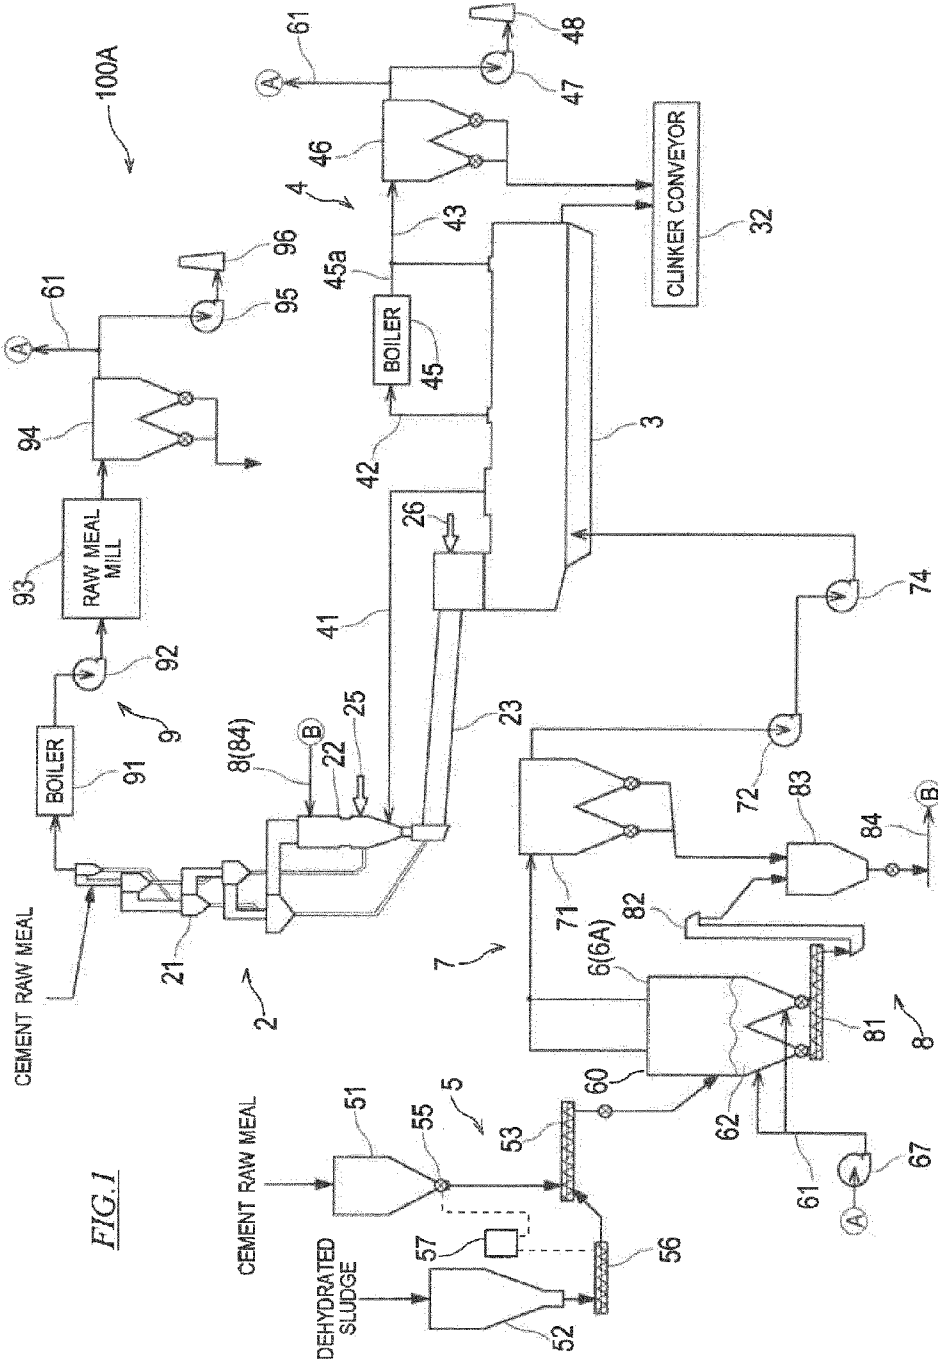 FIG.1
100A
CEMENT RAW MEAL
21
2
BOILER
91
9
92
93
RAW MEAL
MILL
94
A
61
95
96
8(84)
B
22
25
41
23
26
42
BOILER
45
45a
43
4
46
A
61
47
48
3
CLINKER CONVEYOR
32
CEMENT RAW MEAL
51
55
5
57
DEHYDRATED
SLUDGE
52
56
53
60
62
61
A
67
6(6A)
7
71
72
74
81
8
82
83
84
B